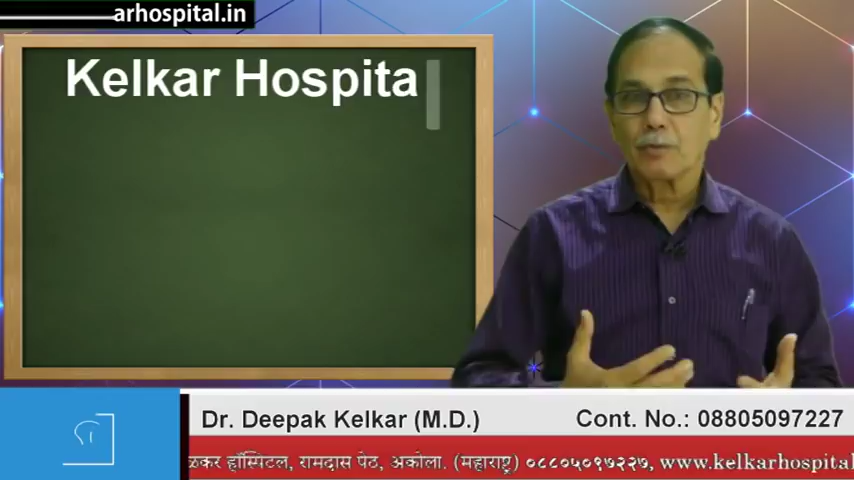 arhospital.in
Kelkar Hospita
Dr. Deepak Kelkar (M.D.)
Cont. No.: 08805097227
ळकर हॉस्पिटल, रामदास पेठ, अकोला. (महाराष्ट्र) ०८८०५०९७२२७, www.kelkarhospital